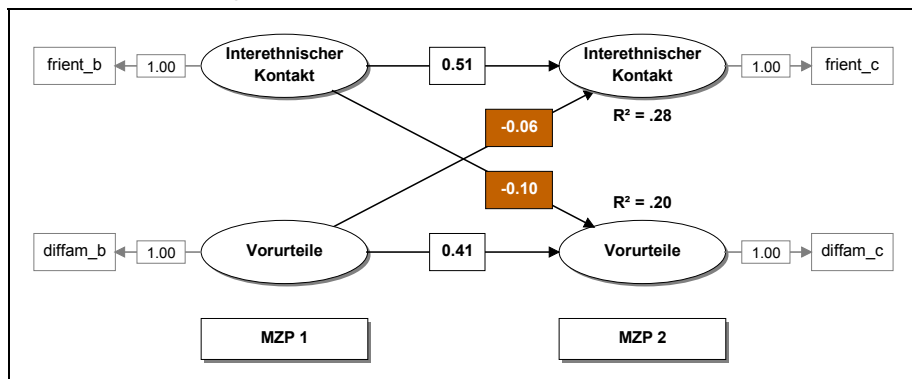 frient_b
1.00
Interethnischer
Kontakt
0.51
Interethnischer
Kontakt
1.00
frient_c
-0.06
R² = .28
-0.10
R² = .20
diffam_b
1.00
Vorurteile
0.41
Vorurteile
1.00
diffam_c
MZP 1
MZP 2